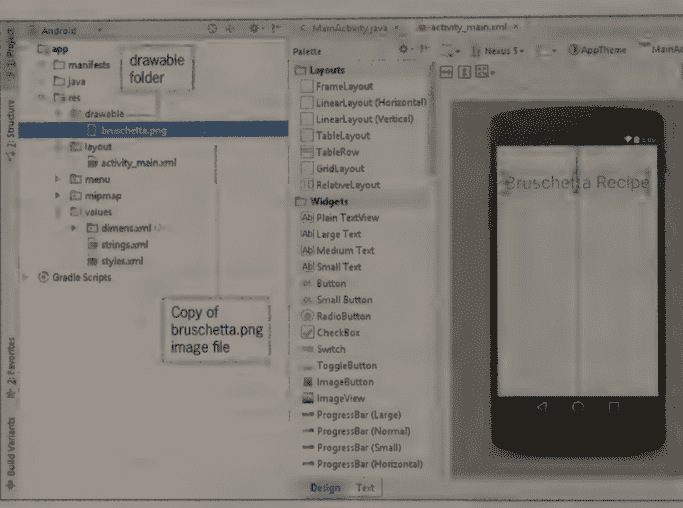 Android
MainActivity.java
activity_main.xml
1: Project
app
manifests
java
res
drawable
bruschetta.png
layout
activity_main.xml
menu
mipmap
values
dimens.xml
strings.xml
styles.xml
Gradle Scripts
drawable
folder
Copy of
bruschetta.png
image file
Structure
2: Favorites
Build Variants
Palette
Nexus 5
AppTheme
MainAc
Layouts
FrameLayout
LinearLayout (Horizontal)
LinearLayout (Vertical)
TableLayout
TableRow
GridLayout
RelativeLayout
Widgets
Plain TextView
Large Text
Medium Text
Small Text
Button
Small Button
RadioButton
CheckBox
Switch
ToggleButton
ImageButton
ImageView
ProgressBar (Large)
ProgressBar (Normal)
ProgressBar (Small)
ProgressBar (Horizontal)
Design Text
Bruschetta Recipe